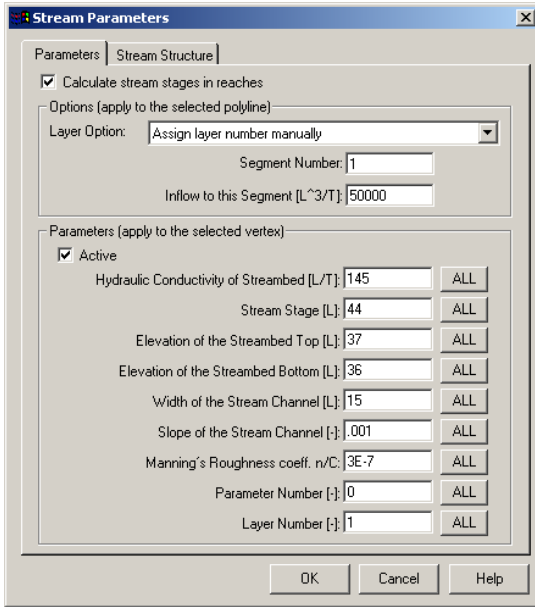 Stream Parameters
Parameters Stream Structure
Calculate stream stages in reaches
Options (apply to the selected polyline)
Layer Option: Assign layer number manually
Segment Number: 1
Inflow to this Segment [L^3/T]: 50000
Parameters (apply to the selected vertex)
Active
Hydraulic Conductivity of Streambed [L/T]: 145 ALL
Stream Stage [L]: 44 ALL
Elevation of the Streambed Top [L]: 37 ALL
Elevation of the Streambed Bottom [L]: 36 ALL
Width of the Stream Channel [L]: 15 ALL
Slope of the Stream Channel [-]: .001 ALL
Manning's Roughness coeff. n/C: 3E-7 ALL
Parameter Number [-]: 0 ALL
Layer Number [-]: 1 ALL
OK Cancel Help